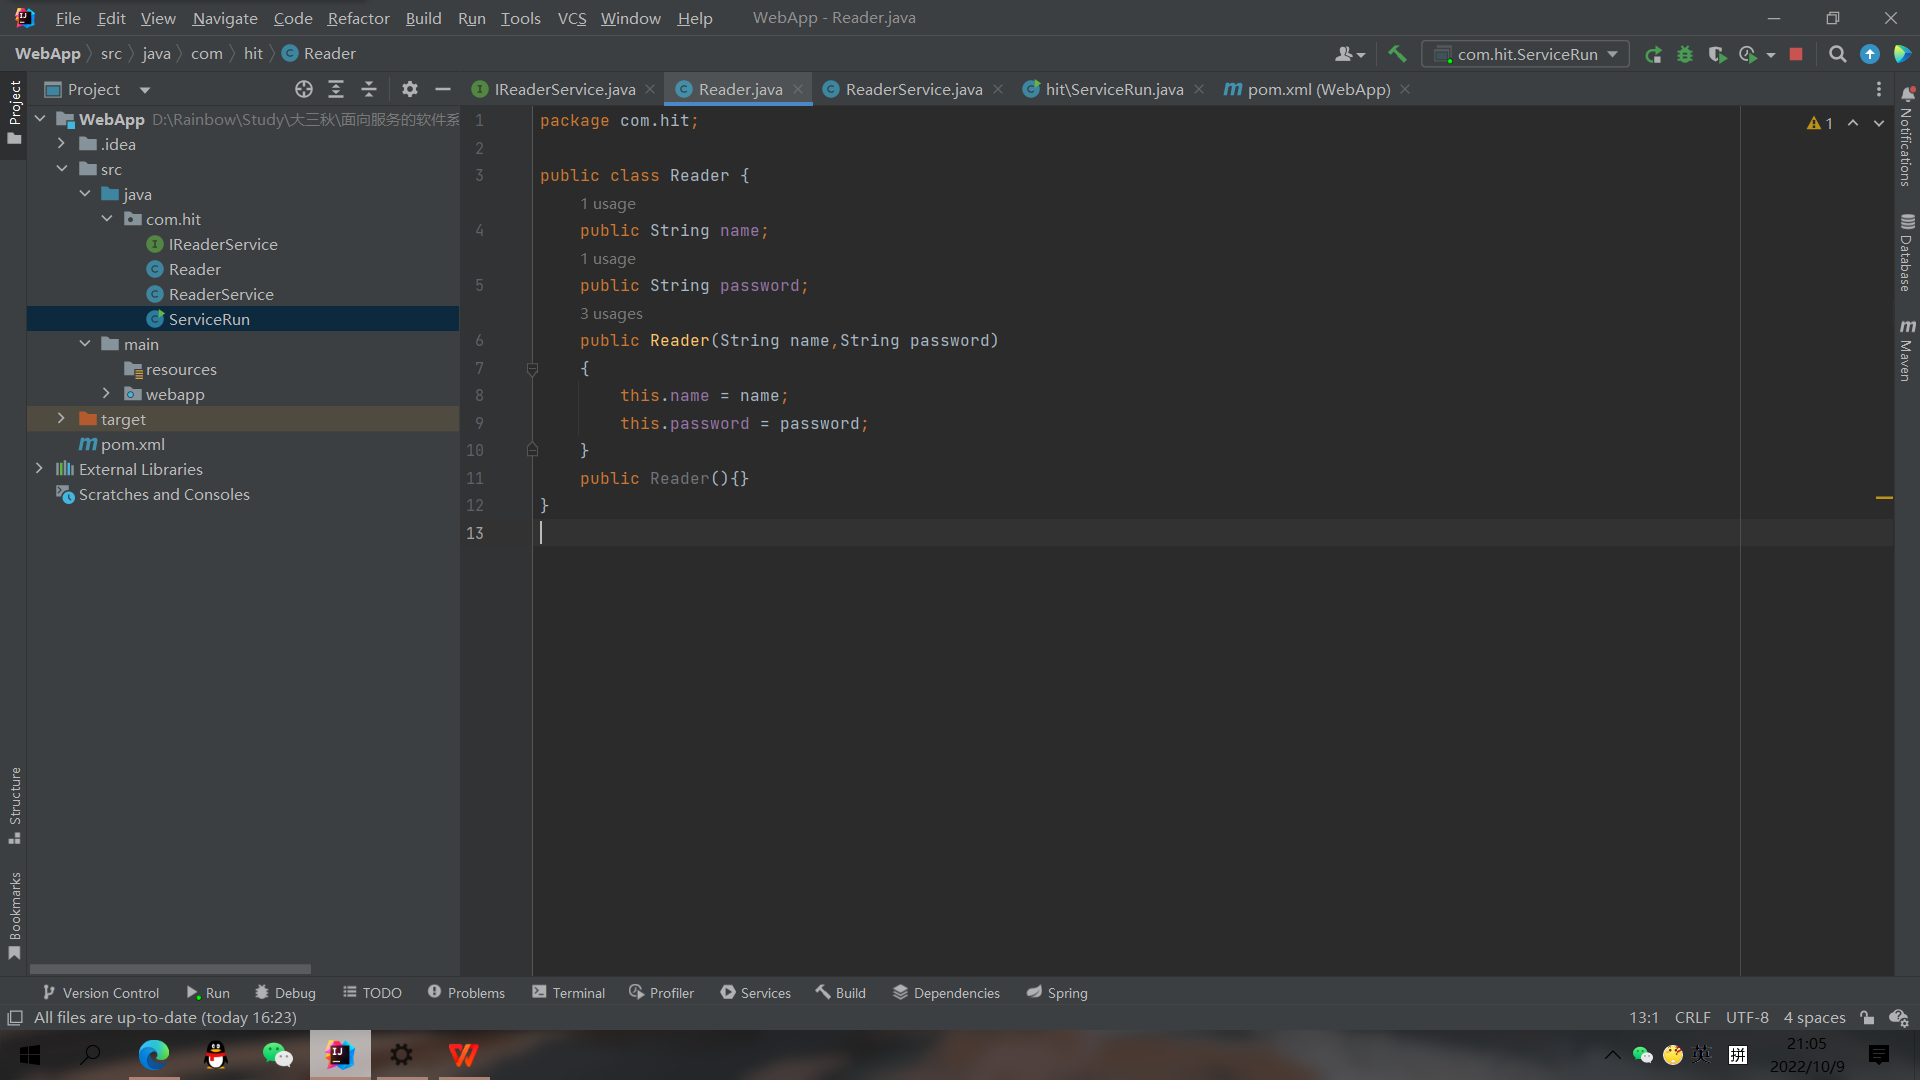 File Edit View Navigate Code Refactor Build Run Tools VCS Window Help WebApp - Reader.java
WebApp src java com hit Reader
com.hit.ServiceRun
Project
IReaderService.java Reader.java ReaderService.java hit\ServiceRun.java pom.xml (WebApp)
WebApp D:\Rainbow\Study\大三秋\面向服务的软件系
.idea
src
java
com.hit
IReaderService
Reader
ReaderService
ServiceRun
main
resources
webapp
target
pom.xml
External Libraries
Scratches and Consoles
1 package com.hit;
2
3 public class Reader {
1 usage
4 public String name;
1 usage
5 public String password;
3 usages
6 public Reader(String name,String password)
7 {
8 this.name = name;
9 this.password = password;
10 }
11 public Reader(){}
12 }
13
1
Project
Structure
Bookmarks
Notifications
Database
Maven
Version Control Run Debug TODO Problems Terminal Profiler Services Build Dependencies Spring
All files are up-to-date (today 16:23)
13:1 CRLF UTF-8 4 spaces
英 拼
21:05
2022/10/9